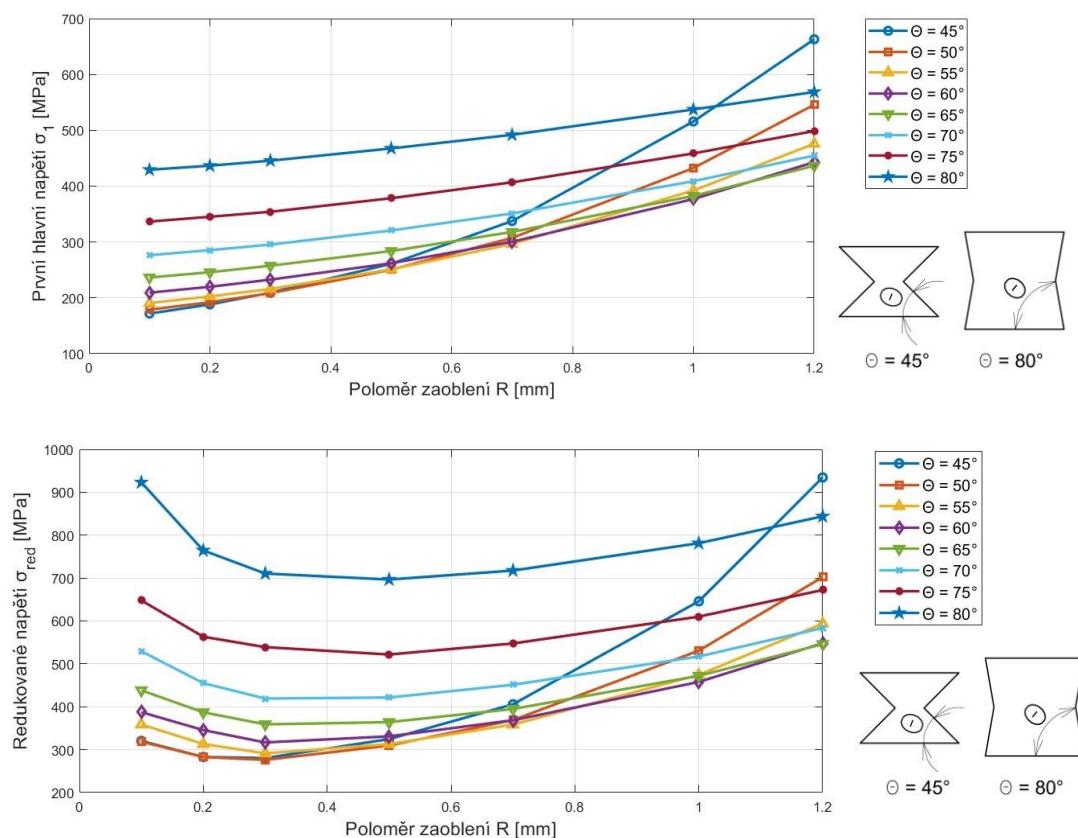 700
600
500
400
300
200
100
První hlavní napětí σ1 [MPa]
0
0.2
0.4
0.6
0.8
1
1.2
Poloměr zaoblení R [mm]
Θ = 45°
Θ = 50°
Θ = 55°
Θ = 60°
Θ = 65°
Θ = 70°
Θ = 75°
Θ = 80°
Θ = 45°
Θ = 80°
1000
900
800
700
600
500
400
300
200
Redukované napětí σred [MPa]
0
0.2
0.4
0.6
0.8
1
1.2
Poloměr zaoblení R [mm]
Θ = 45°
Θ = 50°
Θ = 55°
Θ = 60°
Θ = 65°
Θ = 70°
Θ = 75°
Θ = 80°
Θ = 45°
Θ = 80°